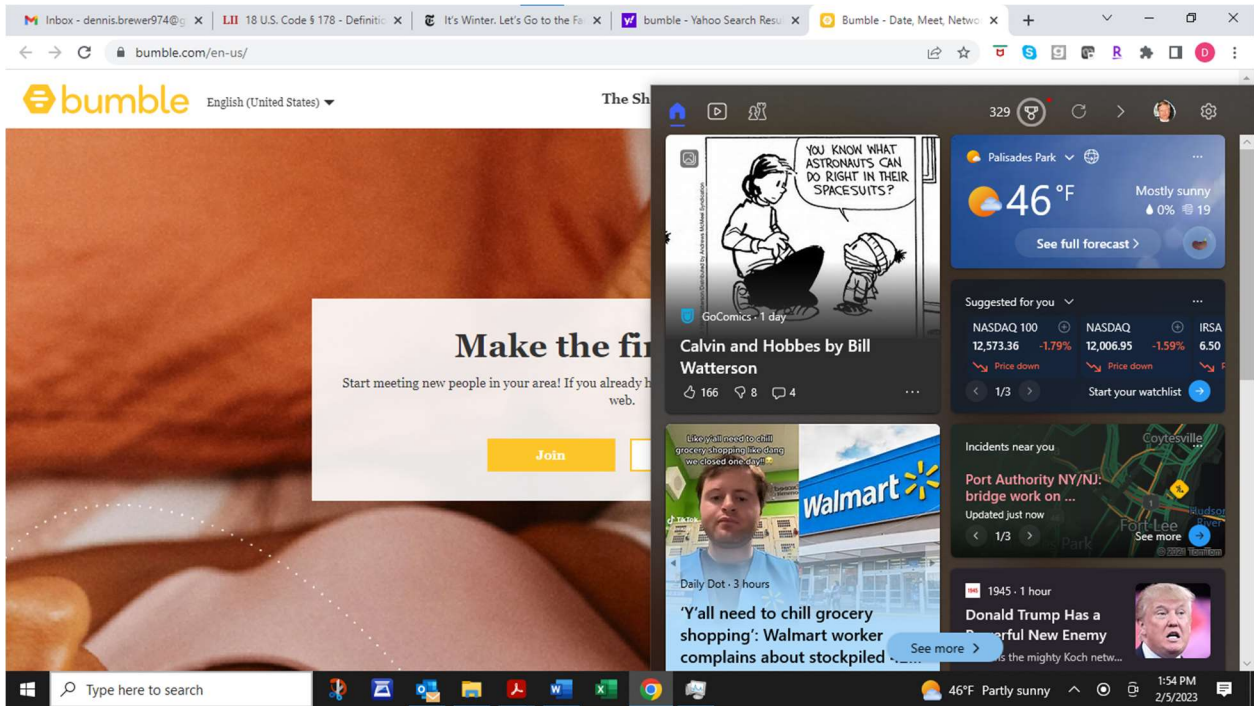 Inbox - dennis.brewer974@g
LII 18 U.S. Code § 178 - Definitic
It's Winter. Let's Go to the Fa
y! bumble - Yahoo Search Resu
Bumble - Date, Meet, Netwo
bumble.com/en-us/
D
bumble English (United States)
The Sh
Make the fir
Start meeting new people in your area! If you already h
web.
Join
329
YOU KNOW WHAT
ASTRONAUTS CAN
DO RIGHT IN THEIR
SPACESUITS?
GoComics · 1 day
Calvin and Hobbes by Bill
Watterson
166 8 4
Palisades Park
46°F
Mostly sunny
0% 19
See full forecast >
Suggested for you
NASDAQ 100 NASDAQ IRSA
12,573.36 -1.79% 12,006.95 -1.59% 6.50
Price down Price down
1/3 Start your watchlist
Like y'all need to chill
grocery shopping like dang
we closed one day!!
TikTok
Walmart
Daily Dot · 3 hours
'Y'all need to chill grocery
shopping': Walmart worker
complains about stockpiled
See more >
Incidents near you
Coytesville
Port Authority NY/NJ:
bridge work on ...
Updated just now
Hudson
River
Fort Lee
1/3 Park See more
© 2023 TomTom
1945 · 1 hour
Donald Trump Has a
Powerful New Enemy
the mighty Koch netw...
Type here to search
46°F Partly sunny
1:54 PM
2/5/2023